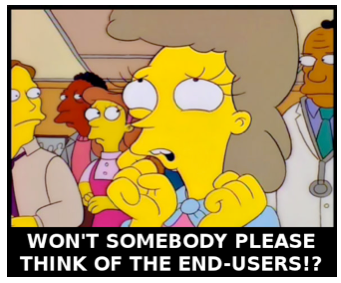 WON'T SOMEBODY PLEASE
THINK OF THE END-USERS!?